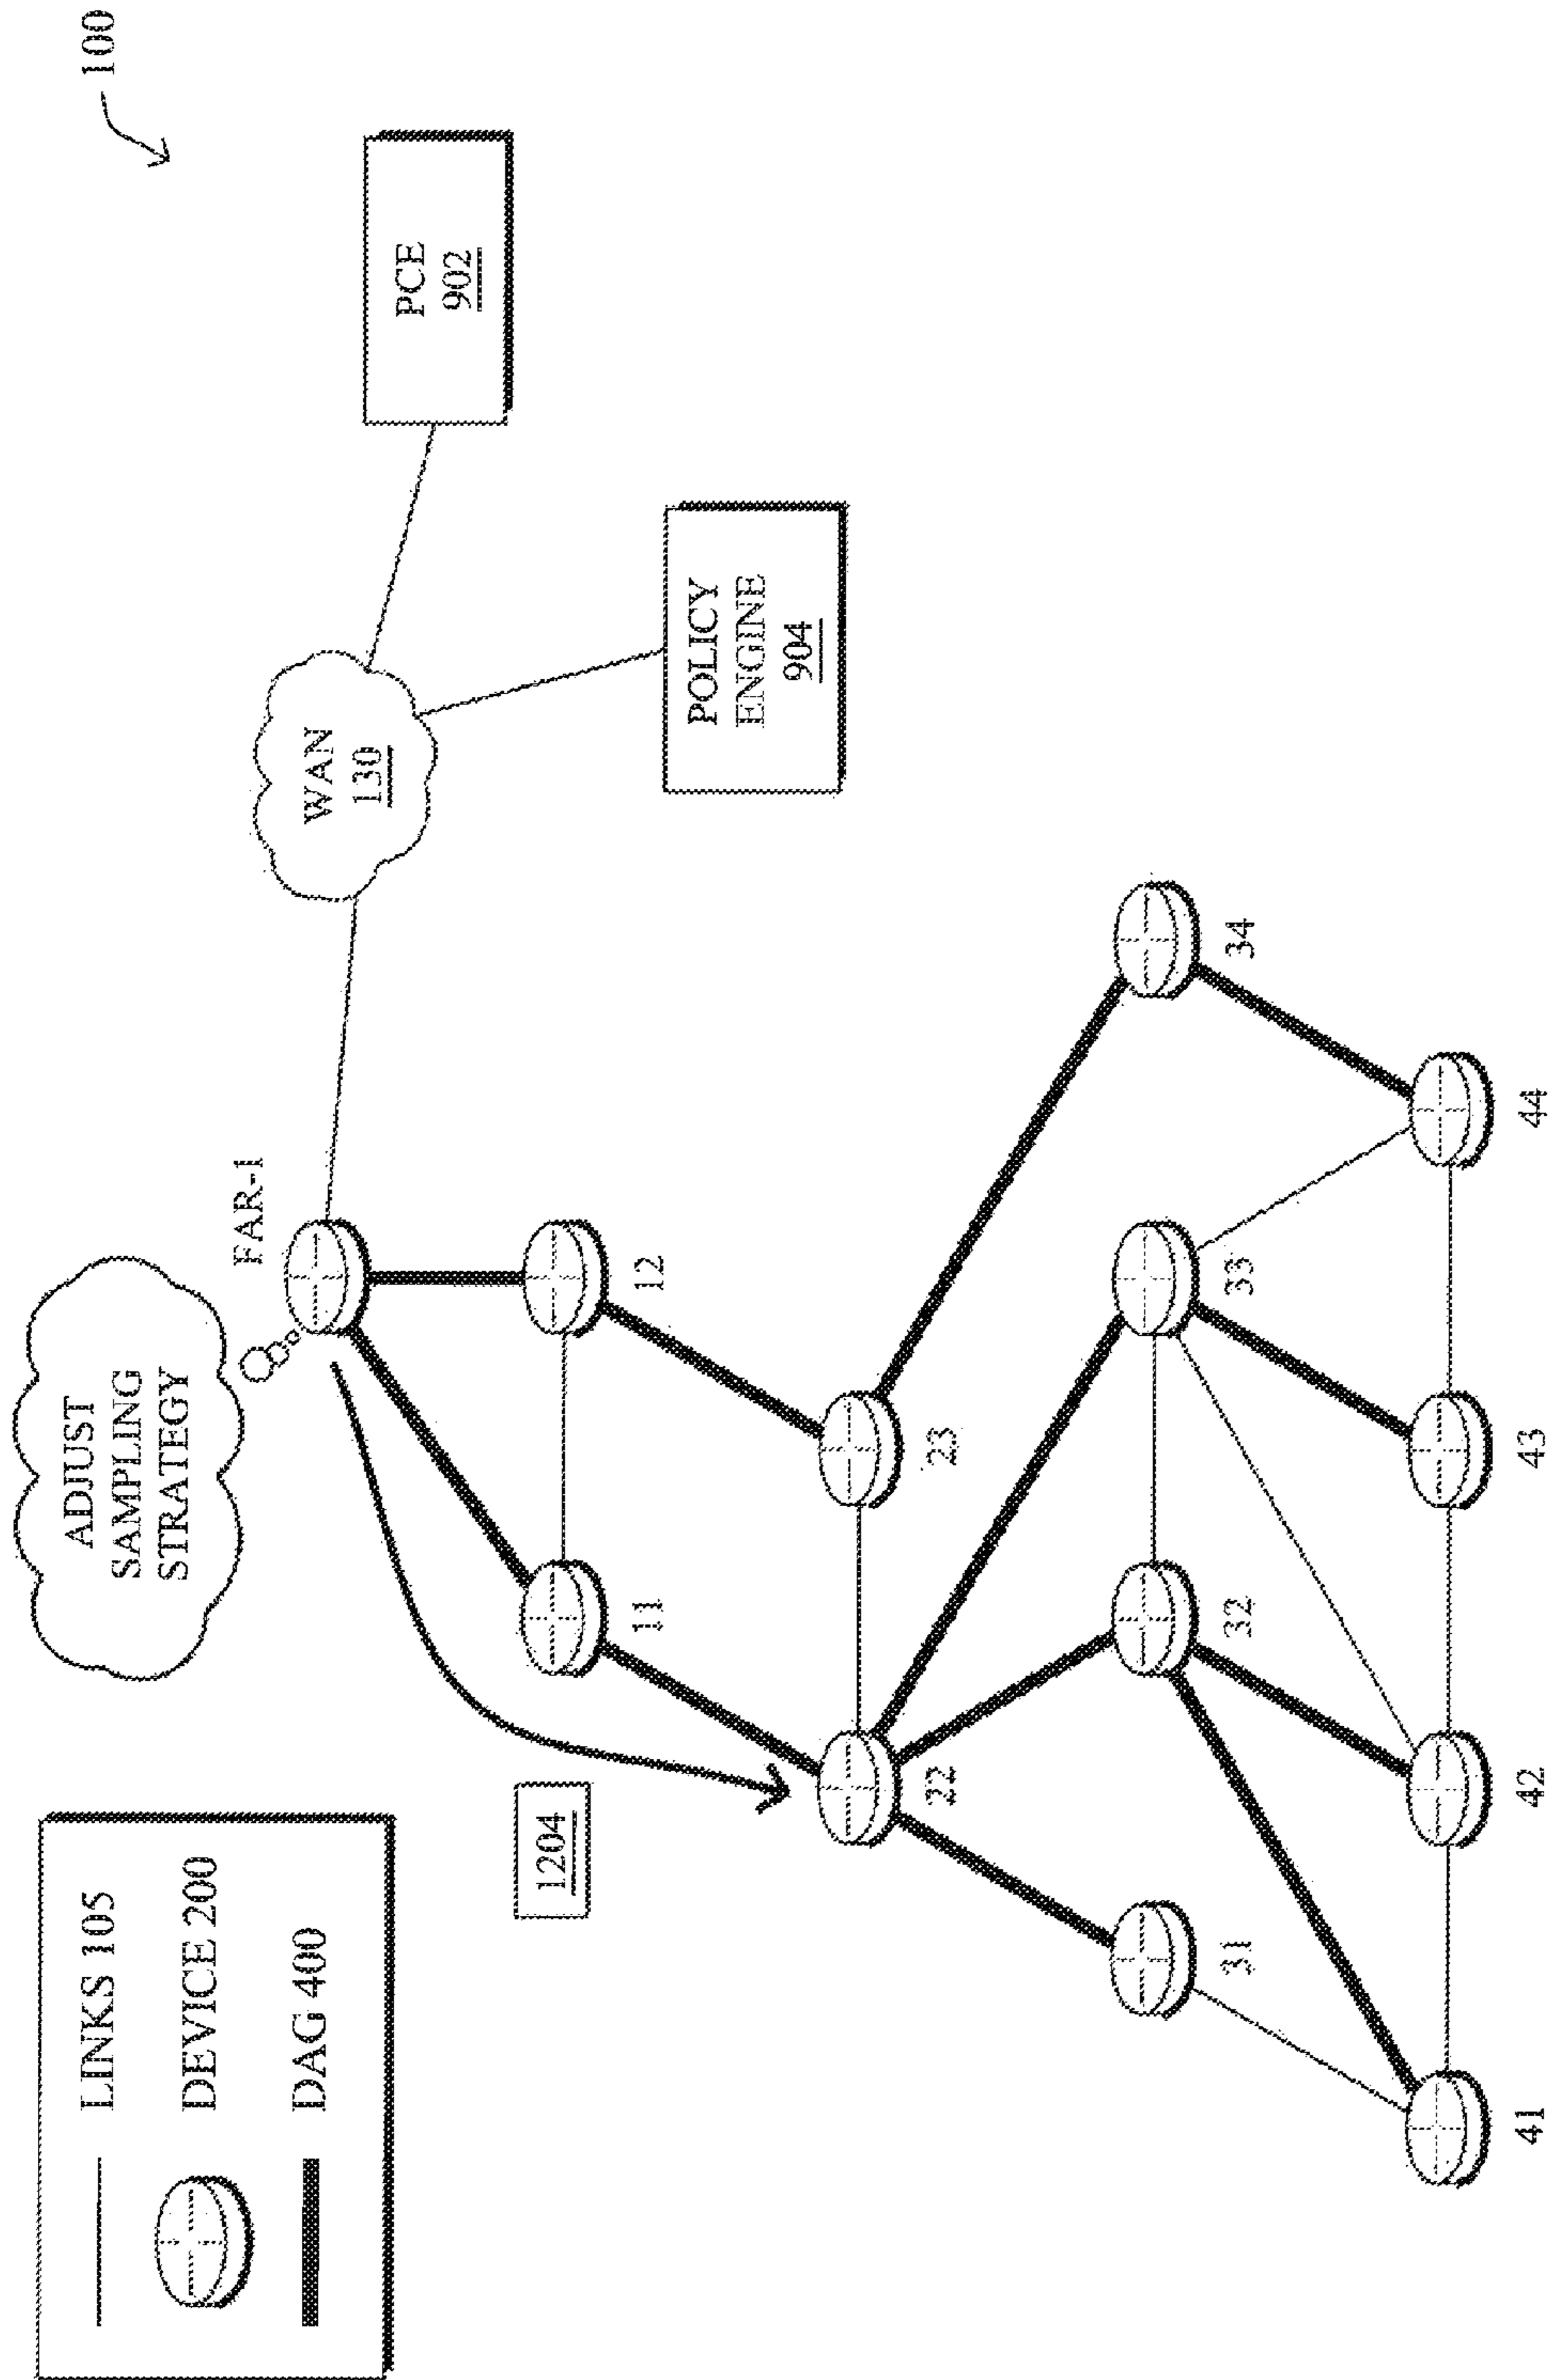 100
ADJUST
SAMPLING
STRATEGY
LINKS 105
DEVICE 200
DAG 400
FAR-1
WAN
130
PCE
902
POLICY
ENGINE
904
1204
11
12
22
23
31
32
33
34
41
42
43
44